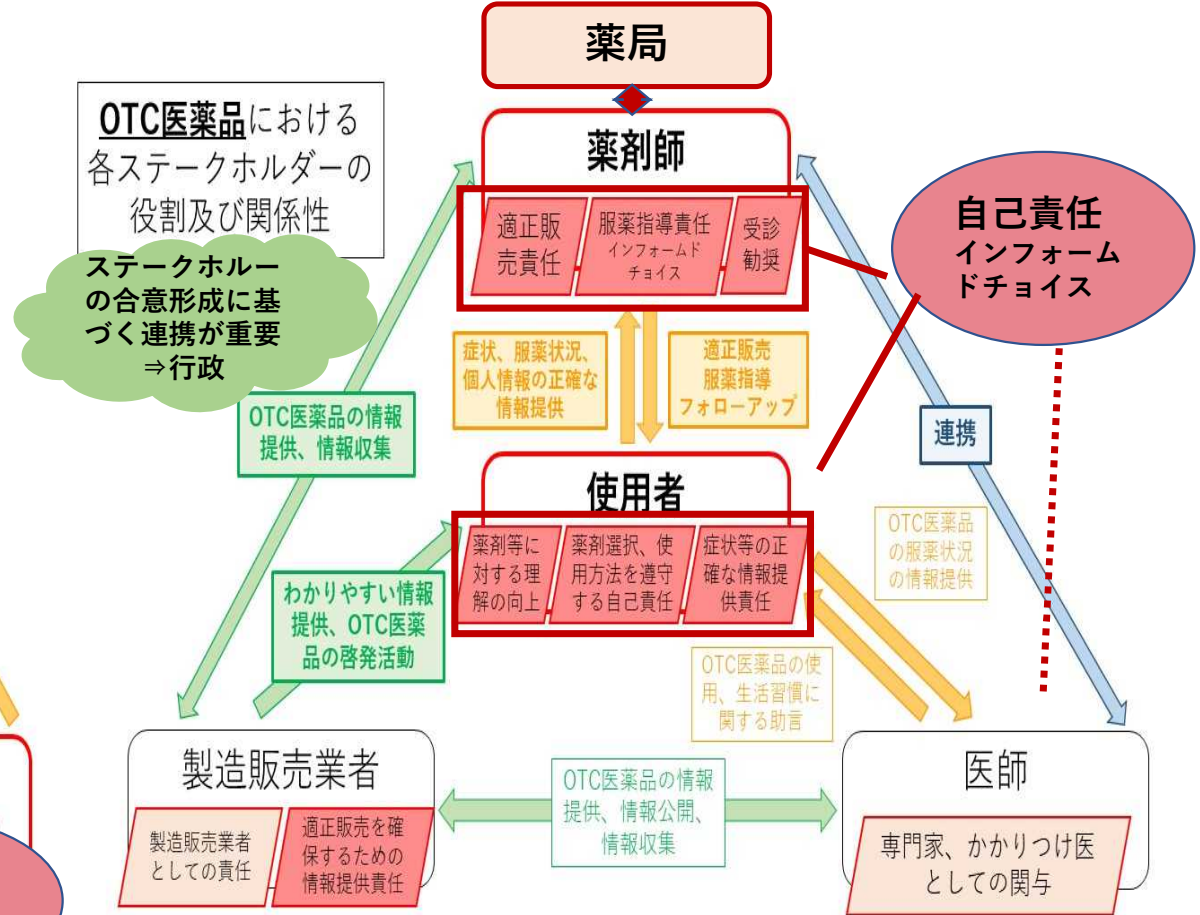 薬局
OTC医薬品における
各ステークホルダーの
役割及び関係性
ステークホルー
の合意形成に基
づく連携が重要
⇒行政
薬剤師
適正販
売責任
服薬指導責任
インフォームド
チョイス
受診
勧奨
自己責任
インフォーム
ドチョイス
症状、服薬状況、
個人情報の正確な
情報提供
適正販売
服薬指導
フォローアップ
OTC医薬品の情報
提供、情報収集
連携
使用者
薬剤等に
対する理
解の向上
薬剤選択、使
用方法を遵守
する自己責任
症状等の正
確な情報提
供責任
OTC医薬品
の服薬状況
の情報提供
わかりやすい情報
提供、OTC医薬
品の啓発活動
OTC医薬品の使
用、生活習慣に
関する助言
製造販売業者
製造販売業者
としての責任
適正販売を確
保するための
情報提供責任
OTC医薬品の情報
提供、情報公開、
情報収集
医師
専門家、かかりつけ医
としての関与